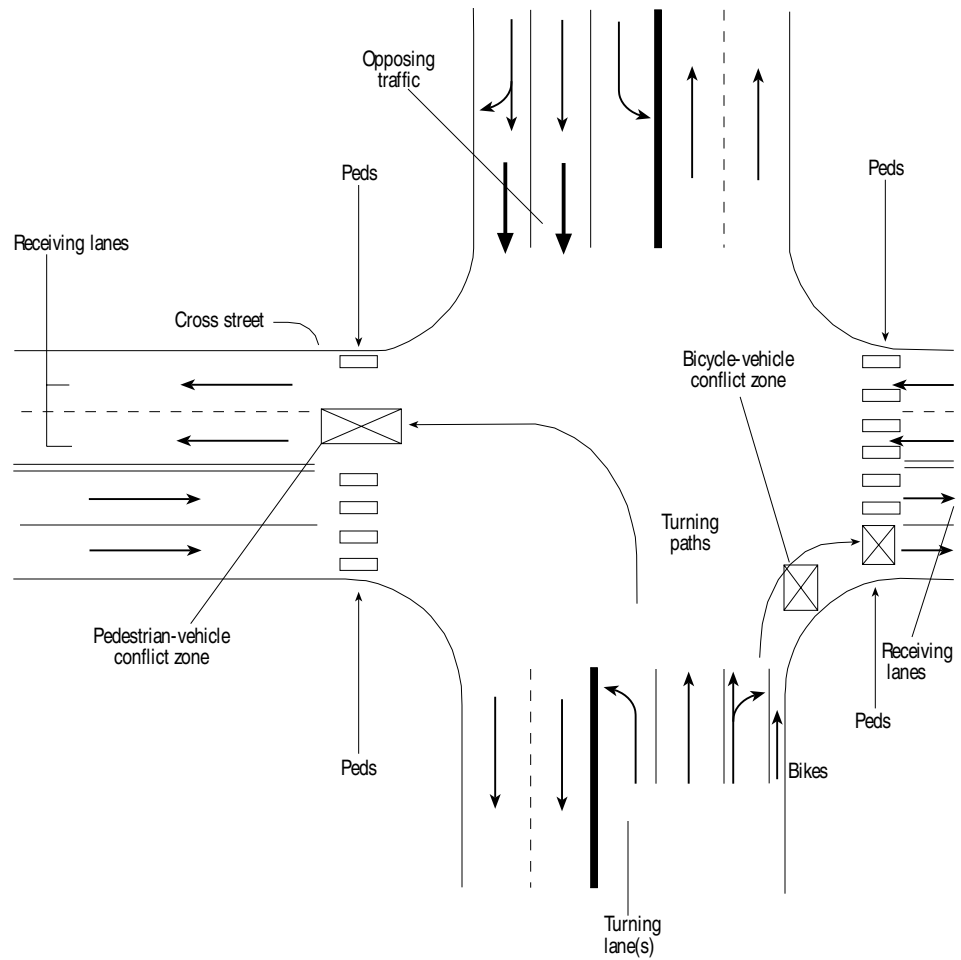 Opposing
traffic
Peds
Peds
Receiving lanes
Cross street
Bicycle-vehicle
conflict zone
Turning
paths
Pedestrian-vehicle
conflict zone
Receiving
lanes
Peds
Peds
Bikes
Turning
lane(s)